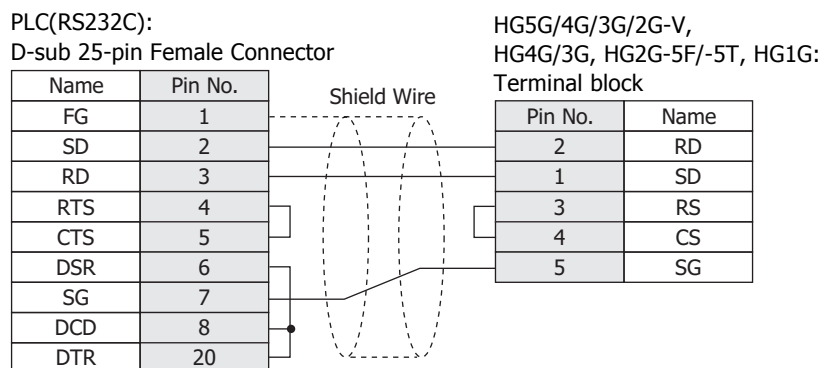 PLC(RS232C):
D-sub 25-pin Female Connector
HG5G/4G/3G/2G-V,
HG4G/3G, HG2G-5F/-5T, HG1G:
Terminal block
Name Pin No.
FG 1
SD 2
RD 3
RTS 4
CTS 5
DSR 6
SG 7
DCD 8
DTR 20
Shield Wire
Pin No. Name
2 RD
1 SD
3 RS
4 CS
5 SG